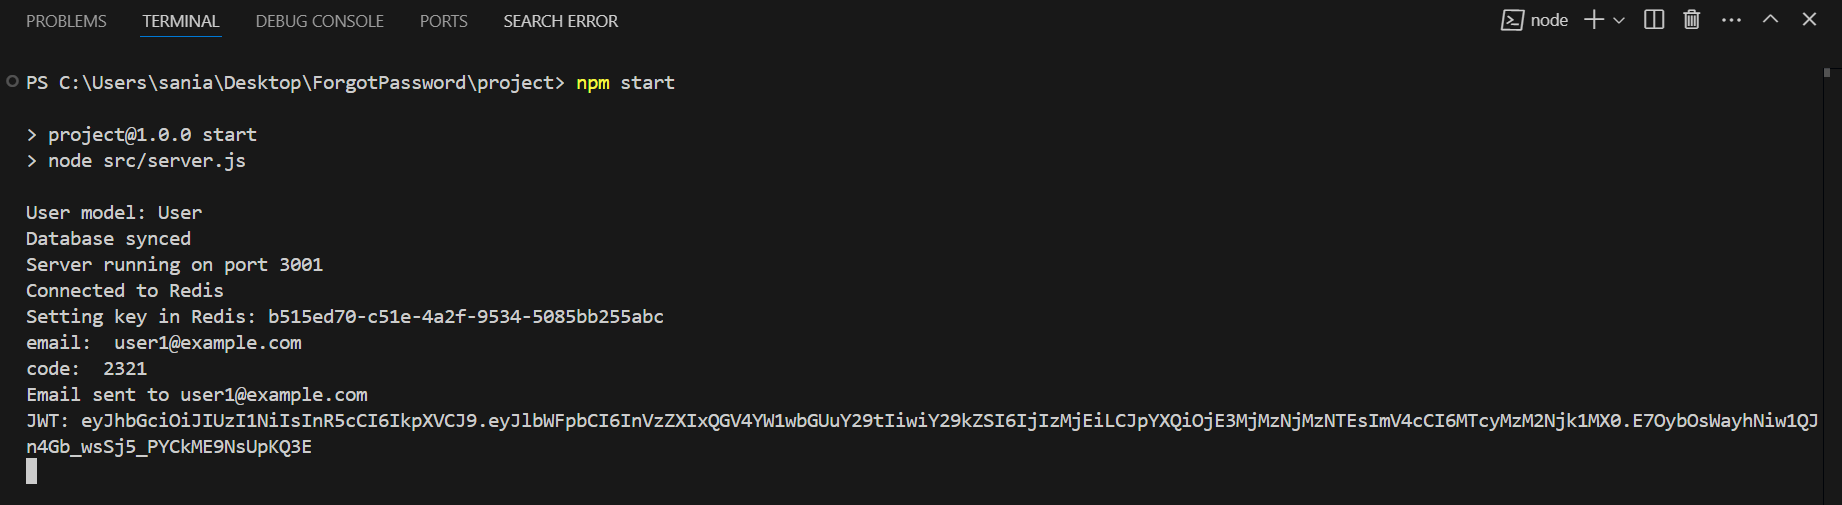 PROBLEMS TERMINAL DEBUG CONSOLE PORTS SEARCH ERROR node
PS C:\Users\sania\Desktop\ForgotPassword\project> npm start
> project@1.0.0 start
> node src/server.js
User model: User
Database synced
Server running on port 3001
Connected to Redis
Setting key in Redis: b515ed70-c51e-4a2f-9534-5085bb255abc
email:  user1@example.com
code:  2321
Email sent to user1@example.com
JWT: eyJhbGciOiJIUzI1NiIsInR5cCI6IkpXVCJ9.eyJlbWFpbCI6InVzZXIxQGV4YW1wbGUuY29tIiwiY29kZSI6IjIzMjEiLCJpYXQiOjE3MjMzNjMzNTEsImV4cCI6MTcyMzM2Njk1MX0.E7OybOsWayhNiw1QJ
n4Gb_wsSj5_PYCkME9NsUpKQ3E